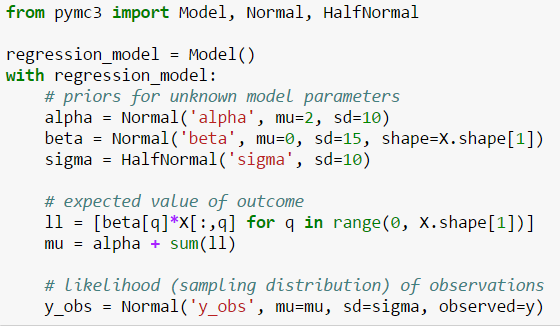 from pymc3 import Model, Normal, HalfNormal
regression_model = Model()
with regression_model:
# priors for unknown model parameters
alpha = Normal('alpha', mu=2, sd=10)
beta = Normal('beta', mu=0, sd=15, shape=X.shape[1])
sigma = HalfNormal('sigma', sd=10)
# expected value of outcome
ll = [beta[q]*X[:,q] for q in range(0, X.shape[1])]
mu = alpha + sum(ll)
# likelihood (sampling distribution) of observations
y_obs = Normal('y_obs', mu=mu, sd=sigma, observed=y)